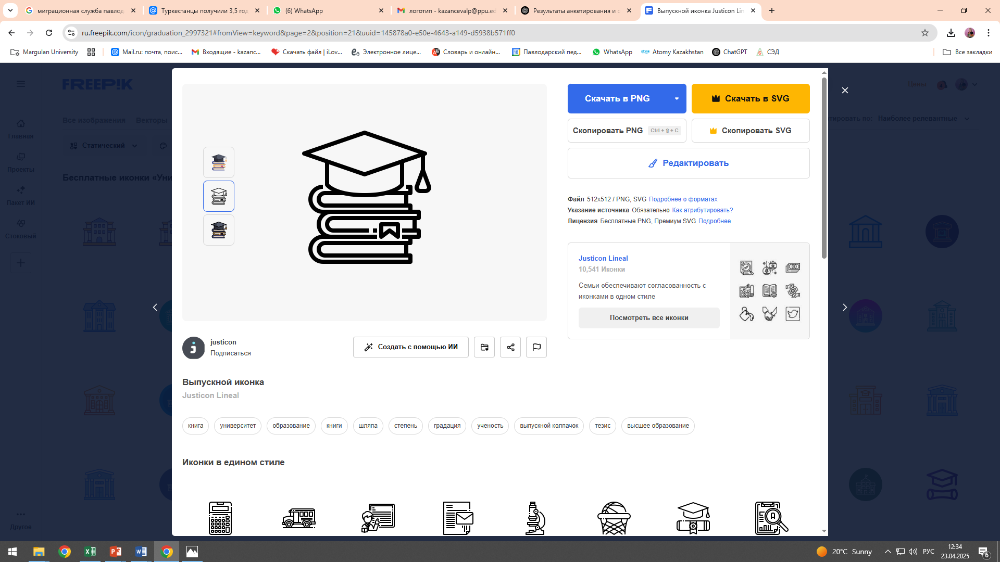 миграционная служба павлод
Туркестанцы получили 3,5 год
(6) WhatsApp
логотип - kazancevalp@ppu.ed
Результаты анкетирования и с
Выпускной иконка Justicon Lin
ru.freepik.com/icon/graduation_2997321#fromView=keyword&page=2&position=21&uuid=145878a0-e50e-4643-a149-d5938b571ff0
Margulan University
Mail.ru: почта, поис...
Входящие - kazanc...
Скачать файл | iLov...
Электронное лице...
Словарь и онлайн...
Павлодарский пед...
WhatsApp
Atomy Kazakhstan
ChatGPT
СЭД
Все закладки
FREEPIK
Цены
Все изображения
Векторы
тировать по: Наиболее релевантные
Главная
Статический
Проекты
Бесплатные иконки «Уни
Пакет ИИ
Стоковый
Другое
Скачать в PNG
Скачать в SVG
Скопировать PNG Ctrl + ⇧ + C
Скопировать SVG
Редактировать
Файл 512x512 / PNG, SVG Подробнее о форматах
Указание источника Обязательно Как атрибутировать?
Лицензия Бесплатные PNG, Премиум SVG Подробнее
Justicon Lineal
10,541 Иконки
Семьи обеспечивают согласованность с
иконками в одном стиле
Посмотреть все иконки
justicon
Подписаться
Создать с помощью ИИ
Выпускной иконка
Justicon Lineal
книга
университет
образование
книги
шляпа
степень
градация
ученость
выпускной колпачок
тезис
высшее образование
Иконки в едином стиле
20°C Sunny
РУС
12:34
23.04.2025
6